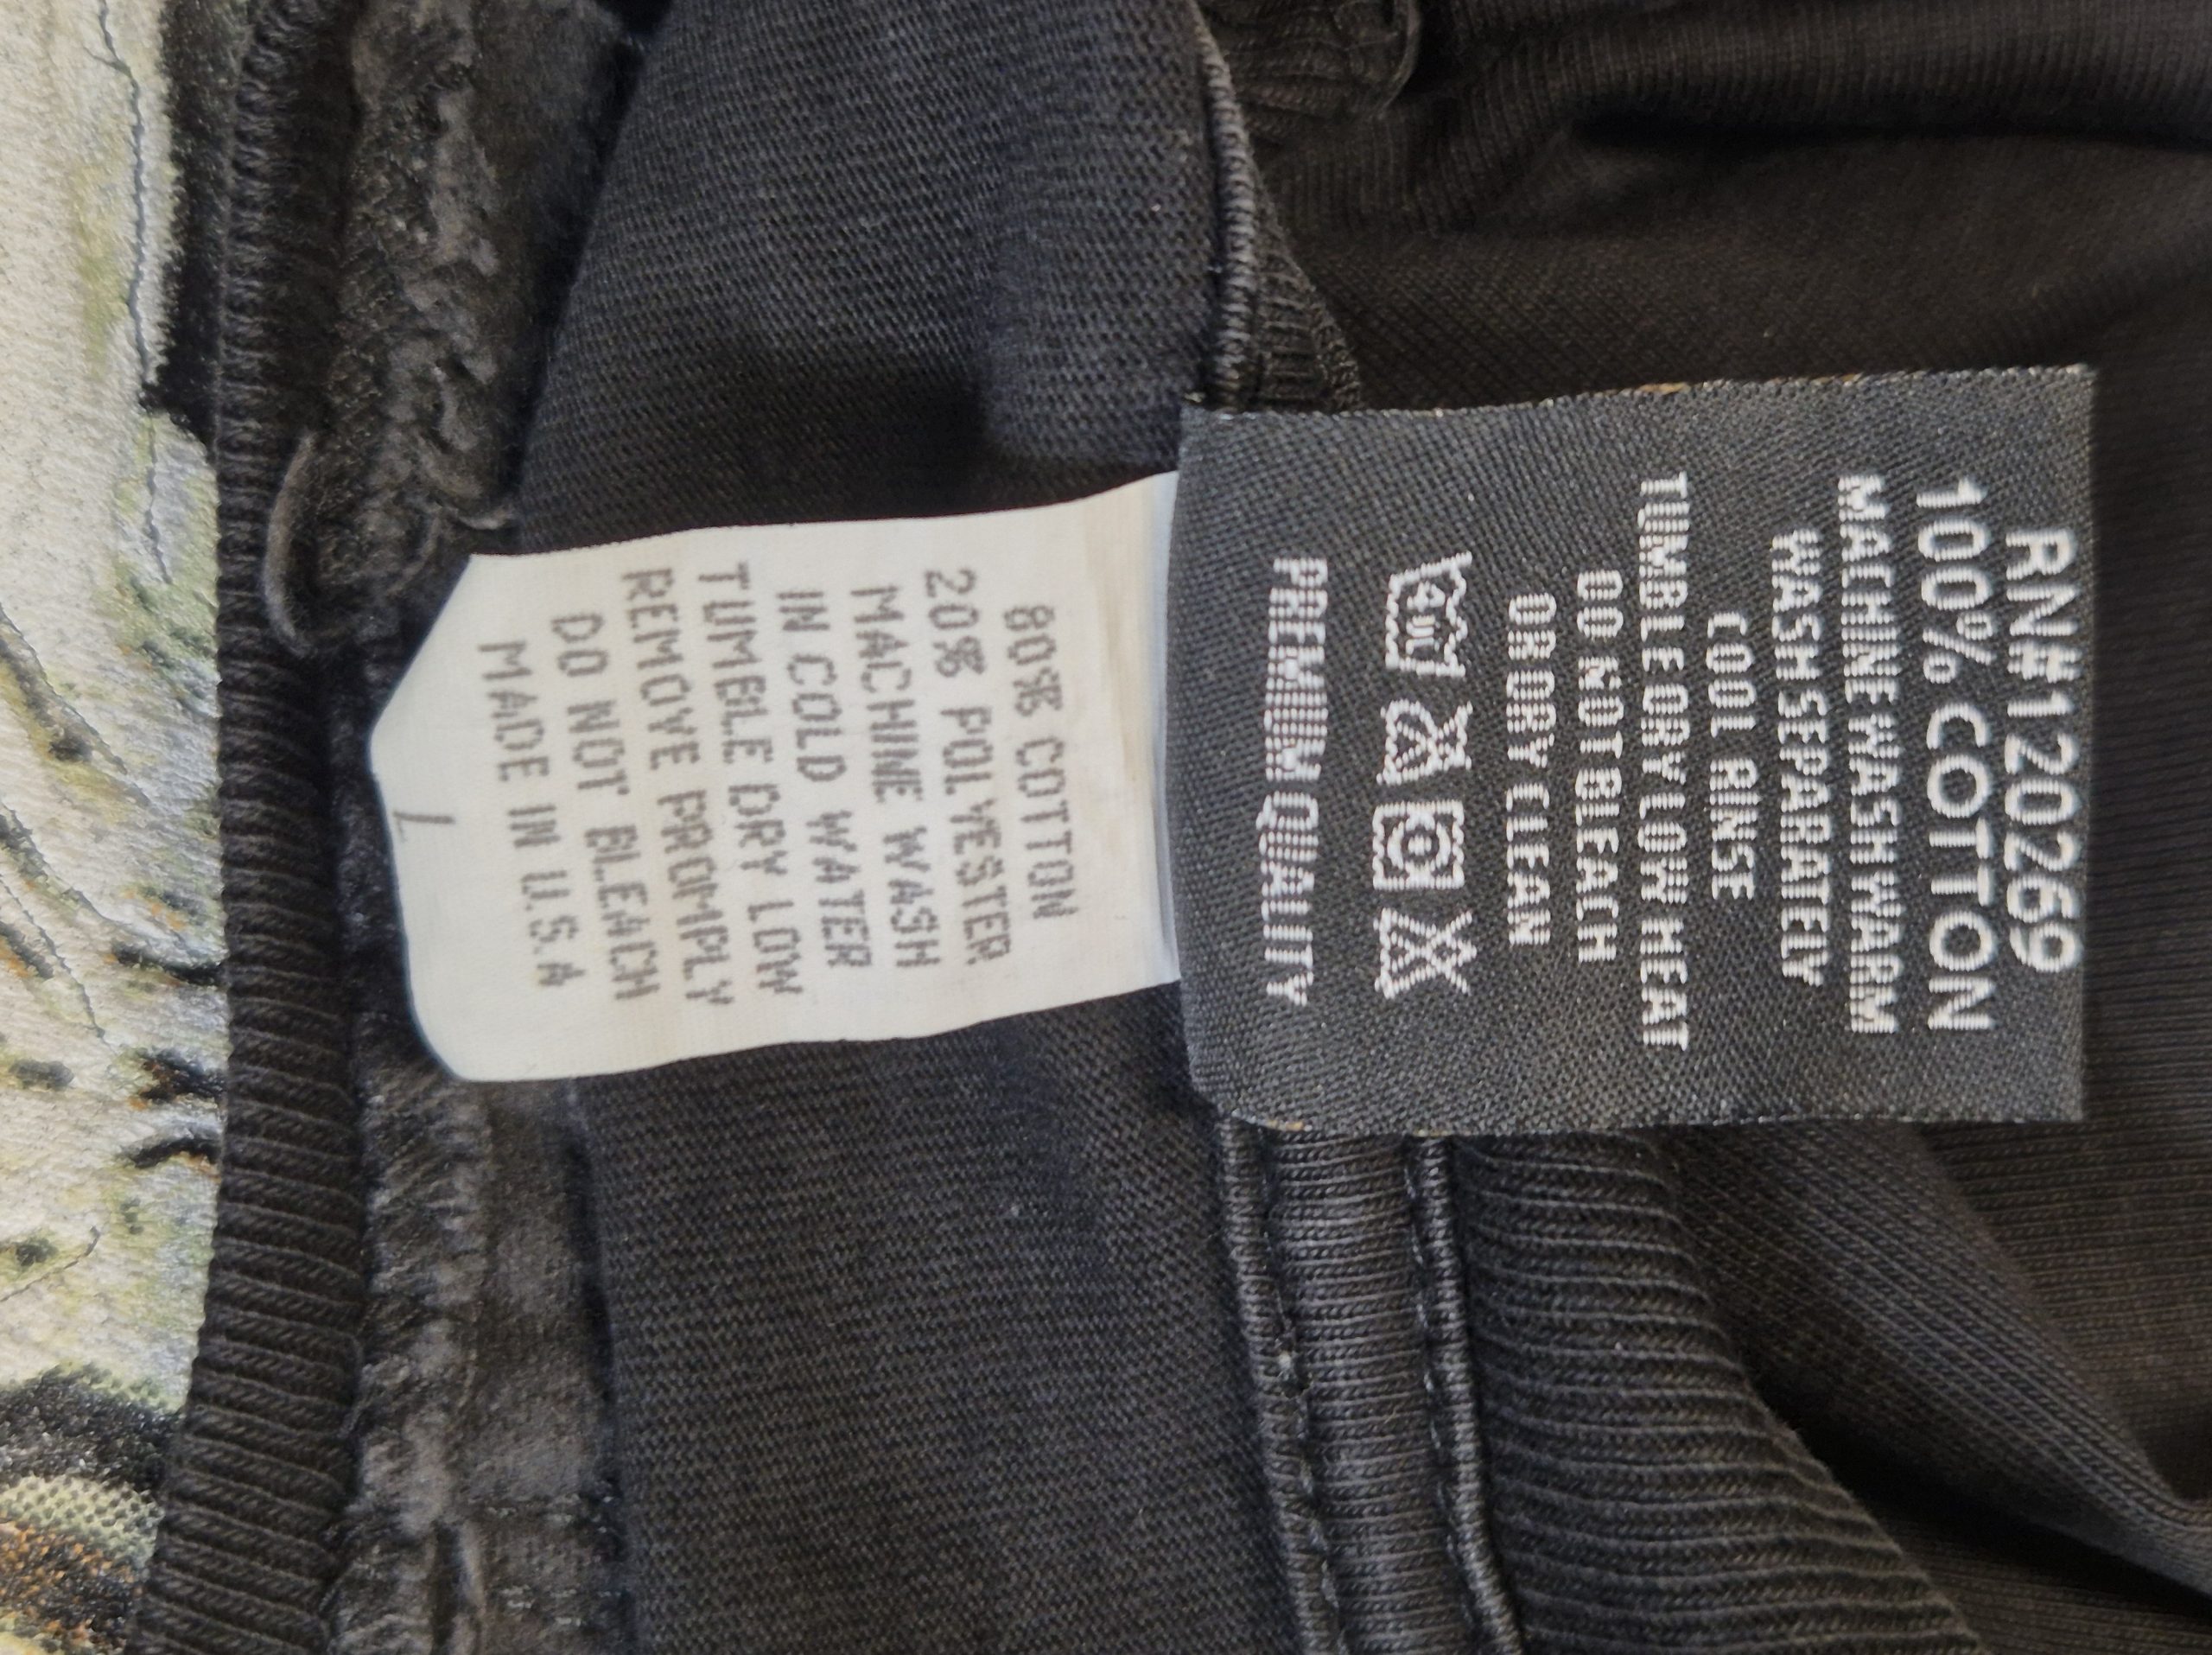 RN#120269
100% COTTON
MACHINE WASH WARM
WASH SEPARATELY
COOL RINSE
TUMBLE DRY LOW HEAT
DO NOT BLEACH
OR DRY CLEAN
PREMIUM QUALITY
80% COTTON
20% POLYESTER
MACHINE WASH
IN COLD WATER
TUMBLE DRY LOW
REMOVE PROMPLY
DO NOT BLEACH
MADE IN U.S.A
L